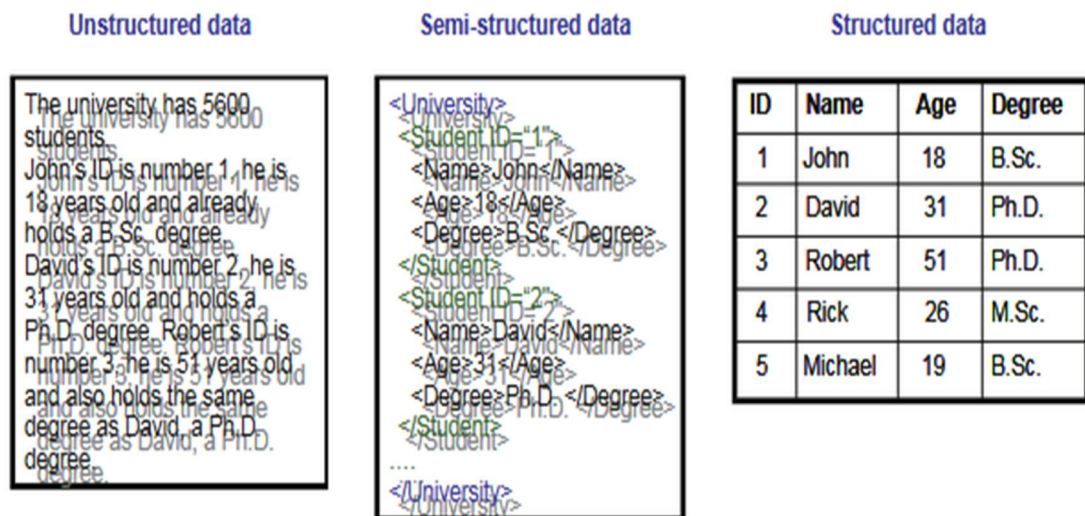 Unstructured data
The university has 5600
students.
John's ID is number 1, he is
18 years old and already
holds a B.Sc. degree.
David's ID is number 2, he is
31 years old and holds a
Ph.D. degree. Robert's ID is
number 3, he is 51 years old
and also holds the same
degree as David, a Ph.D.
degree.
Semi-structured data
<University>
<Student ID="1">
<Name>John</Name>
<Age>18</Age>
<Degree>B.Sc.</Degree>
</Student>
<Student ID="2">
<Name>David</Name>
<Age>31</Age>
<Degree>Ph.D. </Degree>
</Student>
....
</University>
Structured data
ID Name Age Degree
1 John 18 B.Sc.
2 David 31 Ph.D.
3 Robert 51 Ph.D.
4 Rick 26 M.Sc.
5 Michael 19 B.Sc.